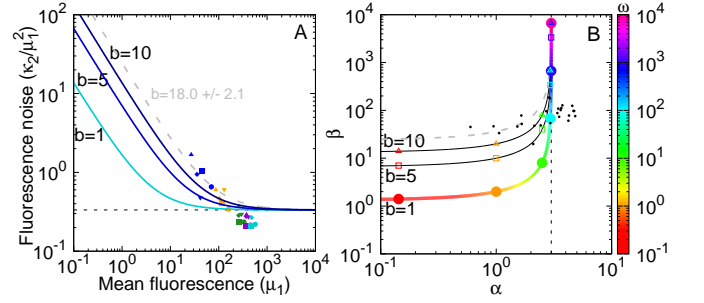 A
Fluorescence noise (κ₂/μ₁²)
10² 10¹ 10⁰ 10⁻¹
b=10
b=5
b=1
b=18.0 +/- 2.1
10⁻¹ 10⁰ 10¹ 10² 10³ 10⁴
Mean fluorescence (μ₁)
B
β
10⁴ 10³ 10² 10¹ 10⁰ 10⁻¹
b=10
b=5
b=1
10⁻¹ 10⁰ 10¹
α
ω
10⁴ 10³ 10² 10¹ 10⁰ 10⁻¹